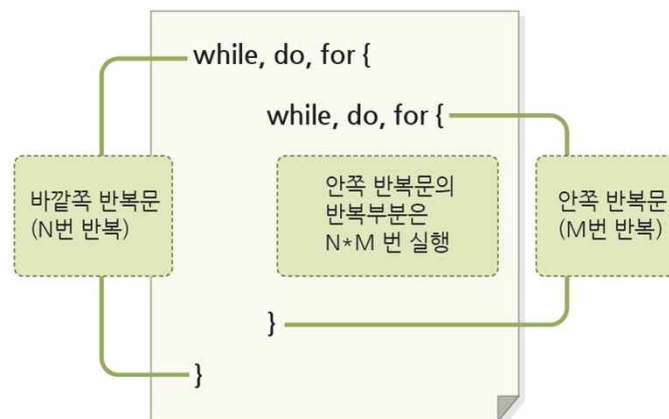 while, do, for {
while, do, for {
바깥쪽 반복문
(N번 반복)
안쪽 반복문의
반복부분은
N*M 번 실행
안쪽 반복문
(M번 반복)
}
}